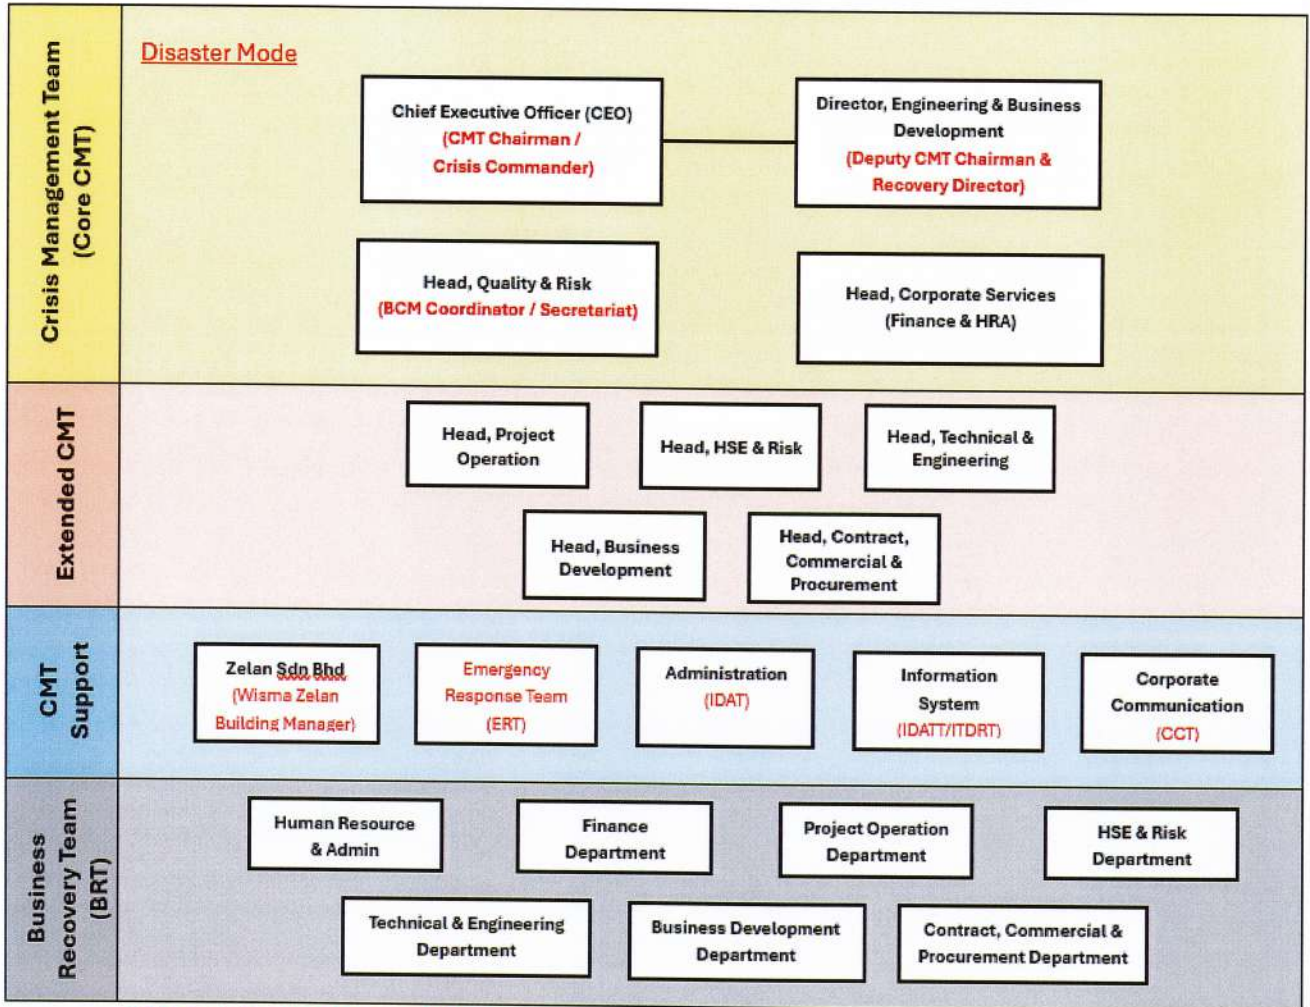 Crisis Management Team
(Core CMT)
Disaster Mode
Chief Executive Officer (CEO)
(CMT Chairman /
Crisis Commander)
Director, Engineering & Business
Development
(Deputy CMT Chairman &
Recovery Director)
Head, Quality & Risk
(BCM Coordinator / Secretariat)
Head, Corporate Services
(Finance & HRA)
Extended CMT
Head, Project
Operation
Head, HSE & Risk
Head, Technical &
Engineering
Head, Business
Development
Head, Contract,
Commercial &
Procurement
CMT
Support
Zelan Sdn Bhd
(Wisma Zelan
Building Manager)
Emergency
Response Team
(ERT)
Administration
(IDAT)
Information
System
(IDATT/ITDRT)
Corporate
Communication
(CCT)
Business
Recovery Team
(BRT)
Human Resource
& Admin
Finance
Department
Project Operation
Department
HSE & Risk
Department
Technical & Engineering
Department
Business Development
Department
Contract, Commercial &
Procurement Department